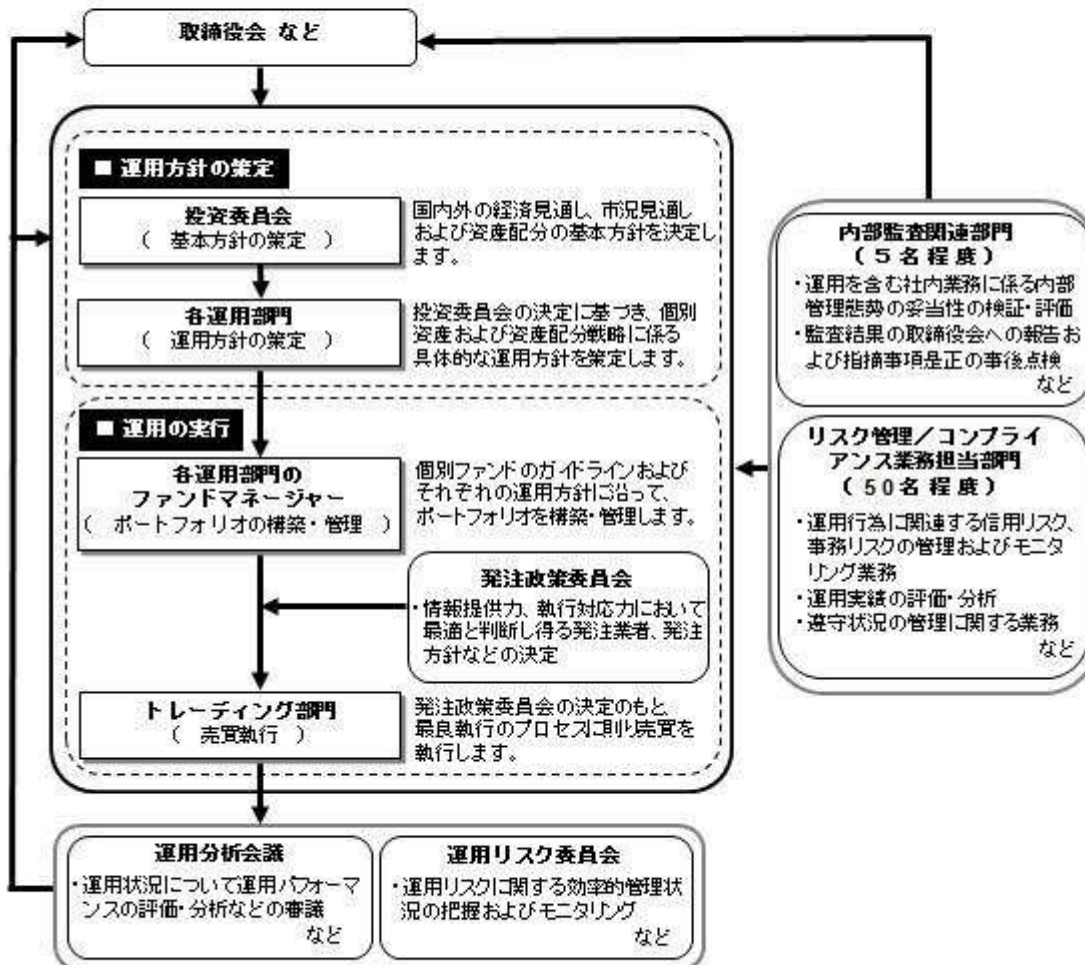 取締役会 など
■ 運用方針の策定
投資委員会
( 基本方針の策定 )
国内外の経済見通し、市況見通し
および資産配分の基本方針を決定し
ます。
各運用部門
( 運用方針の策定 )
投資委員会の決定に基づき、個別
資産および資産配分戦略に係る
具体的な運用方針を策定します。
■ 運用の実行
各運用部門の
ファンドマネージャー
( ポートフォリオの構築・管理 )
個別ファンドのガイドラインおよび
それぞれの運用方針に沿って、
ポートフォリオを構築・管理します。
発注政策委員会
・情報提供力、執行対応力において
最適と判断し得る発注業者、発注
方針などの決定
トレーディング部門
( 売買執行 )
発注政策委員会の決定のもと
最良執行のプロセスに則り売買を
執行します。
運用分析会議
・運用状況について運用パフォーマ
ンスの評価・分析などの審議
など
運用リスク委員会
・運用リスクに関する効率的管理状
況の把握およびモニタリング
など
内部監査関連部門
(5名程度)
・運用を含む社内業務に係る内部
管理態勢の妥当性の検証・評価
・監査結果の取締役会への報告お
よび指摘事項是正の事後点検
など
リスク管理/コンプライ
アンス業務担当部門
(50名程度)
・運用行為に関連する信用リスク、
事務リスクの管理およびモニタ
リング業務
・運用実績の評価・分析
・遵守状況の管理に関する業務
など